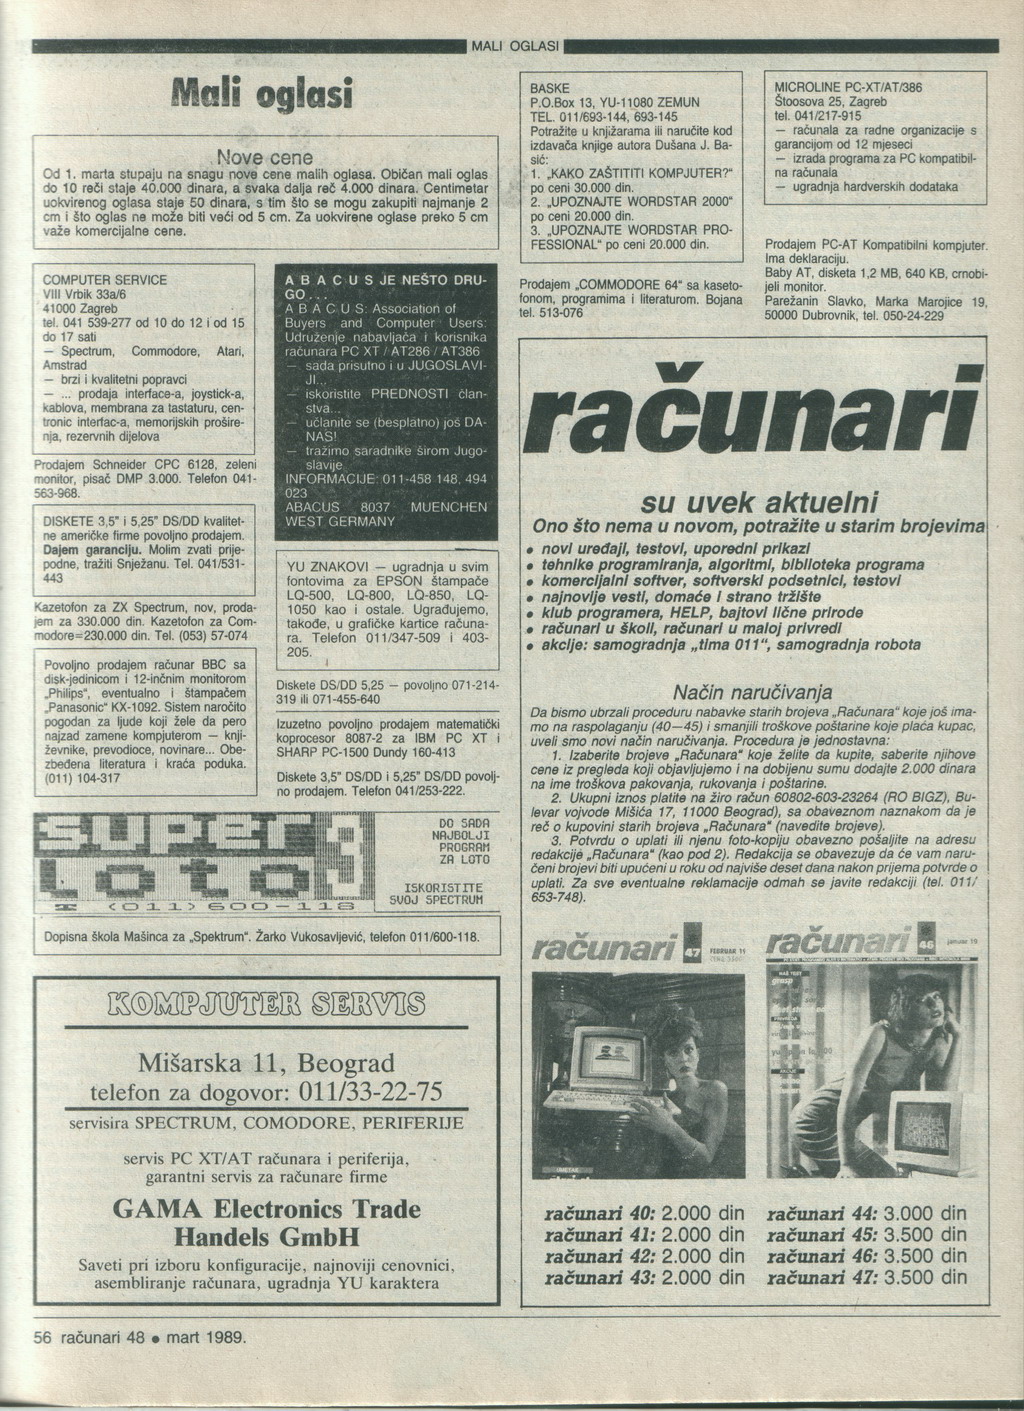 MALI OGLASI
Mali oglasi
Nove cene
Od 1. marta stupaju na snagu nove cene malih oglasa. Običan mali oglas
do 10 reči staje 40.000 dinara, a svaka dalja reč 4.000 dinara. Centimetar
uokvirenog oglasa staje 50 dinara, s tim što se mogu zakupiti najmanje 2
cm i što oglas ne može biti veći od 5 cm. Za uokvirene oglase preko 5 cm
važe komercijalne cene.
COMPUTER SERVICE
VIII Vrbik 33a/6
41000 Zagreb
tel. 041 539-277 od 10 do 12 i od 15
do 17 sati
— Spectrum, Commodore, Atari,
Amstrad
— brzi i kvalitetni popravci
— ... prodaja interface-a, joystick-a,
kablova, membrana za tastaturu, cen-
tronic interfac-a, memorijskih prošire-
nja, rezervnih dijelova
Prodajem Schneider CPC 6128, zeleni
monitor, pisač DMP 3.000. Telefon 041-
563-968.
DISKETE 3,5" i 5,25" DS/DD kvalitet-
ne američke firme povoljno prodajem.
Dajem garanciju. Molim zvati prije-
podne, tražiti Snježanu. Tel. 041/531-
443
Kazetofon za ZX Spectrum, nov, proda-
jem za 330.000 din. Kazetofon za Com-
modore=230.000 din. Tel. (053) 57-074
Povoljno prodajem računar BBC sa
disk-jedinicom i 12-inčnim monitorom
„Philips", eventualno i štampačem
„Panasonic" KX-1092. Sistem naročito
pogodan za ljude koji žele da pero
najzad zamene kompjuterom — knji-
ževnike, prevodioce, novinare... Obe-
zbeđena literatura i kraća poduka.
(011) 104-317
A B A C U S JE NEŠTO DRU-
GO...
A B A C U S: Association of
Buyers and Computer Users:
Udruženje nabavljača i korisnika
računara PC XT / AT286 / AT386
— sada prisutno i u JUGOSLAVI-
JI...
— iskoristite PREDNOSTI član-
stva...
— učlanite se (besplatno) još DA-
NAS!
— tražimo saradnike širom Jugo-
slavije
INFORMACIJE: 011-458 148, 494
023
ABACUS 8037 MUENCHEN
WEST GERMANY
YU ZNAKOVI — ugradnja u svim
fontovima za EPSON štampače
LQ-500, LQ-800, LQ-850, LQ-
1050 kao i ostale. Ugrađujemo,
takođe, u grafičke kartice računa-
ra. Telefon 011/347-509 i 403-
205.
Diskete DS/DD 5,25 — povoljno 071-214-
319 ili 071-455-640
Izuzetno povoljno prodajem matematički
koprocesor 8087-2 za IBM PC XT i
SHARP PC-1500 Dundy 160-413
Diskete 3,5" DS/DD i 5,25" DS/DD povolj-
no prodajem. Telefon 041/253-222.
super 9
Loto
<011>600-118
DO SADA
NAJBOLJI
PROGRAM
ZA LOTO
ISKORISTITE
SVOJ SPECTRUM
Dopisna škola Mašinca za „Spektrum". Žarko Vukosavljević, telefon 011/600-118.
KOMPJUTER SERVIS
Mišarska 11, Beograd
telefon za dogovor: 011/33-22-75
servisira SPECTRUM, COMODORE, PERIFERIJE
servis PC XT/AT računara i periferija,
garantni servis za računare firme
GAMA Electronics Trade
Handels GmbH
Saveti pri izboru konfiguracije, najnoviji cenovnici,
asembliranje računara, ugradnja YU karaktera
BASKE
P.O.Box 13, YU-11080 ZEMUN
TEL. 011/693-144, 693-145
Potražite u knjižarama ili naručite kod
izdavača knjige autora Dušana J. Ba-
sić:
1. „KAKO ZAŠTITITI KOMPJUTER?"
po ceni 30.000 din.
2. „UPOZNAJTE WORDSTAR 2000"
po ceni 20.000 din.
3. „UPOZNAJTE WORDSTAR PRO-
FESSIONAL" po ceni 20.000 din.
Prodajem „COMMODORE 64" sa kaseto-
fonom, programima i literaturom. Bojana
tel. 513-076
MICROLINE PC-XT/AT/386
Štoosova 25, Zagreb
tel. 041/217-915
— računala za radne organizacije s
garancijom od 12 mjeseci
— izrada programa za PC kompatibil-
na računala
— ugradnja hardverskih dodataka
Prodajem PC-AT Kompatibilni kompjuter.
Ima deklaraciju.
Baby AT, disketa 1,2 MB, 640 KB, crnobi-
jeli monitor.
Parežanin Slavko, Marka Marojice 19,
50000 Dubrovnik, tel. 050-24-229
računari
su uvek aktuelni
Ono što nema u novom, potražite u starim brojevima
• novi uređaji, testovi, uporedni prikazi
• tehnike programiranja, algoritmi, biblioteka programa
• komercijalni softver, softverski podsetnici, testovi
• najnovije vesti, domaće i strano tržište
• klub programera, HELP, bajtovi lične prirode
• računari u školi, računari u maloj privredi
• akcije: samogradnja „tima 011", samogradnja robota
Način naručivanja
Da bismo ubrzali proceduru nabavke starih brojeva „Računara" koje još ima-
mo na raspolaganju (40—45) i smanjili troškove poštarine koje plaća kupac,
uveli smo novi način naručivanja. Procedura je jednostavna:
1. Izaberite brojeve „Računara" koje želite da kupite, saberite njihove
cene iz pregleda koji objavljujemo i na dobijenu sumu dodajte 2.000 dinara
na ime troškova pakovanja, rukovanja i poštarine.
2. Ukupni iznos platite na žiro račun 60802-603-23264 (RO BIGZ), Bu-
levar vojvode Mišića 17, 11000 Beograd), sa obaveznom naznakom da je
reč o kupovini starih brojeva „Računara" (navedite brojeve).
3. Potvrdu o uplati ili njenu foto-kopiju obavezno pošaljite na adresu
redakcije „Računara" (kao pod 2). Redakcija se obavezuje da će vam naru-
čeni brojevi biti upućeni u roku od najviše deset dana nakon prijema potvrde o
uplati. Za sve eventualne reklamacije odmah se javite redakciji (tel. 011/
653-748).
računari 47 FEBRUAR 19
računari 46 januar 19
NAŠ TEST
grasp
računari 40: 2.000 din
računari 41: 2.000 din
računari 42: 2.000 din
računari 43: 2.000 din
računari 44: 3.000 din
računari 45: 3.500 din
računari 46: 3.500 din
računari 47: 3.500 din
56 računari 48 • mart 1989.